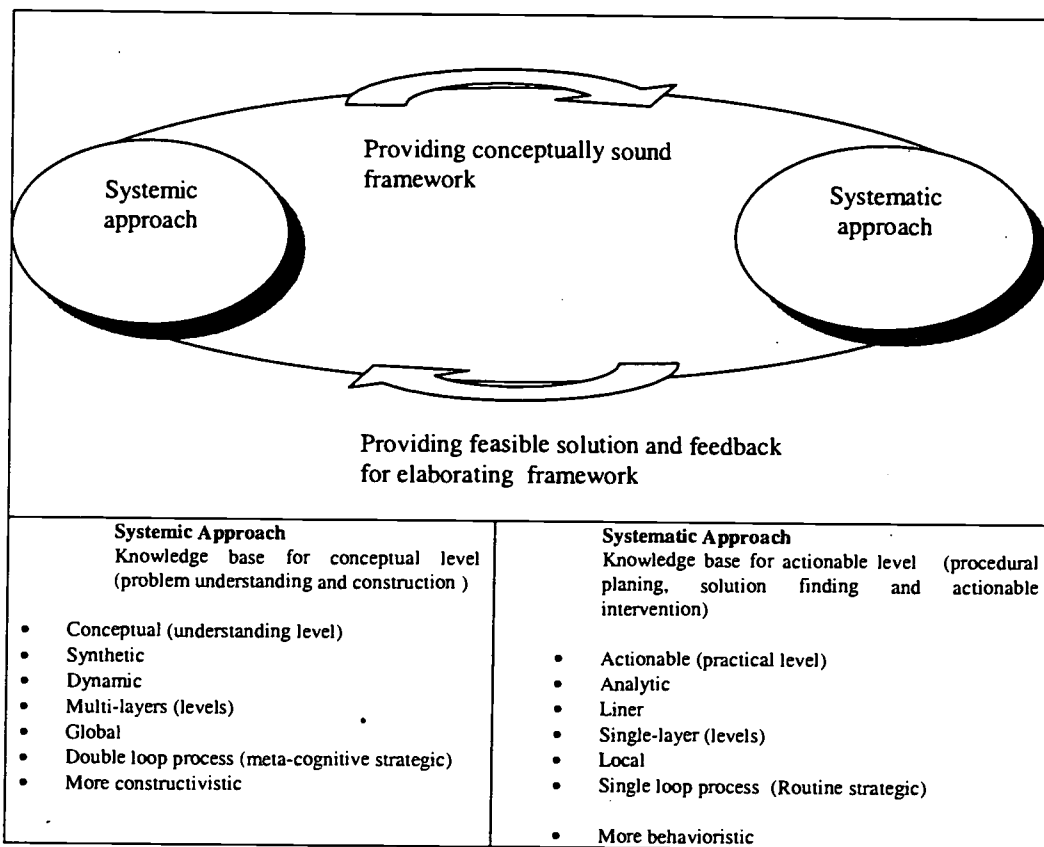 Providing conceptually sound
framework
Systemic
approach
Systematic
approach
Providing feasible solution and feedback
for elaborating framework
Systemic Approach
Knowledge base for conceptual level
(problem understanding and construction )
• Conceptual (understanding level)
• Synthetic
• Dynamic
• Multi-layers (levels)
• Global
• Double loop process (meta-cognitive strategic)
• More constructivistic
Systematic Approach
Knowledge base for actionable level (procedural
planing, solution finding and actionable
intervention)
• Actionable (practical level)
• Analytic
• Liner
• Single-layer (levels)
• Local
• Single loop process (Routine strategic)
• More behavioristic